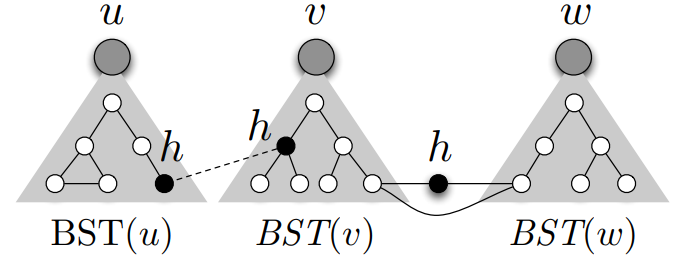 u v w
h h h
BST(u) BST(v) BST(w)